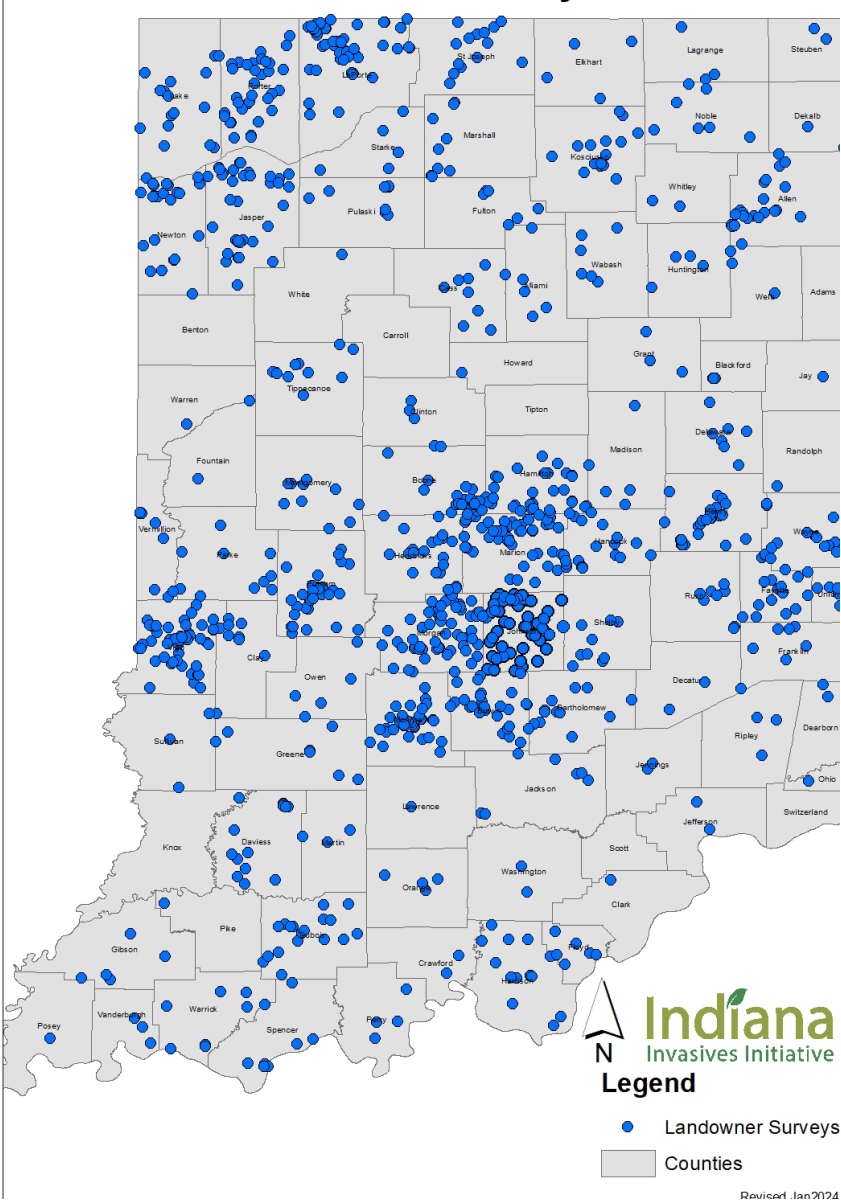 Lagrange
Steuben
St Joseph
Elkhart
LaPorte
Porter
Lake
Noble
Dekalb
Marshall
Starke
Kosciusko
Whitley
Allen
Pulaski
Fulton
Jasper
Newton
Wabash
Huntington
Miami
Cass
White
Wells
Adams
Benton
Carroll
Grant
Howard
Blackford
Jay
Tippecanoe
Warren
Clinton
Tipton
Delaware
Madison
Randolph
Fountain
Hamilton
Boone
Montgomery
Henry
Vermillion
Wayne
Hancock
Marion
Hendricks
Parke
Putnam
Fayette
Union
Rush
Shelby
Morgan
Vigo
Franklin
Clay
Owen
Decatur
Bartholomew
Brown
Monroe
Dearborn
Ripley
Sullivan
Greene
Jennings
Ohio
Jackson
Lawrence
Switzerland
Jefferson
Daviess
Martin
Knox
Scott
Washington
Orange
Clark
Pike
Dubois
Gibson
Floyd
Crawford
Harrison
Warrick
Vanderburgh
Perry
Posey
Spencer
Indiana
Invasives Initiative
N
Legend
Landowner Surveys
Counties
Revised Jan2024